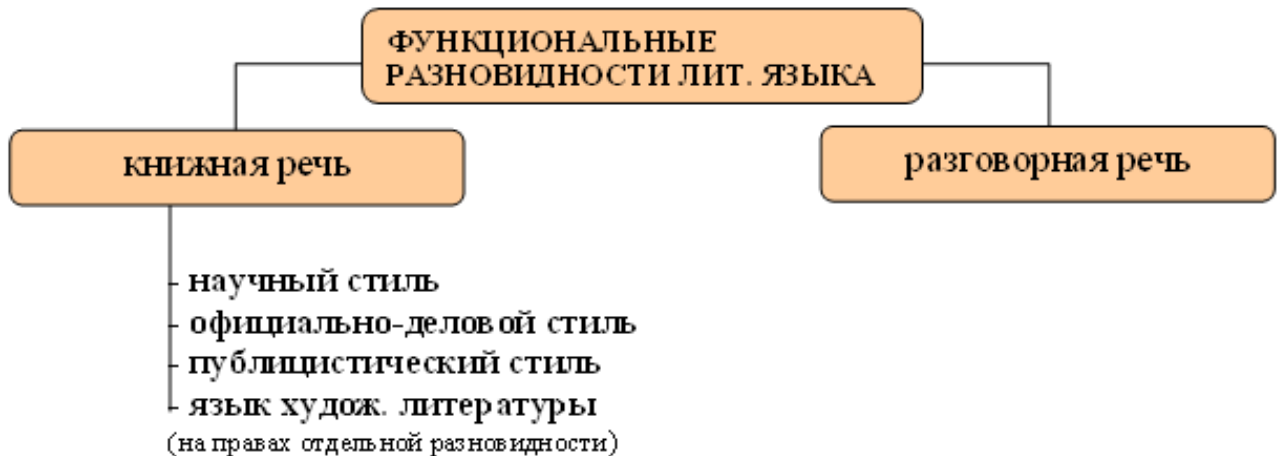 ФУНКЦИОНАЛЬНЫЕ
РАЗНОВИДНОСТИ ЛИТ. ЯЗЫКА
книжная речь
разговорная речь
- научный стиль
- официально-деловой стиль
- публицистический стиль
- язык худож. литературы
(на правах отдельной разновидности)